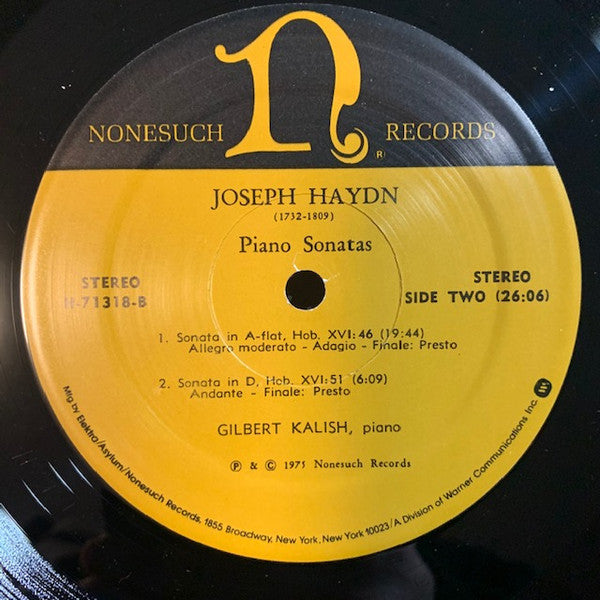 n
NONESUCH RECORDS
®
JOSEPH HAYDN
(1732-1809)
Piano Sonatas
STEREO
H-71318-B
STEREO
SIDE TWO (26:06)
1. Sonata in A-flat, Hob. XVI:46 (19:44)
Allegro moderato - Adagio - Finale: Presto
2. Sonata in D, Hob. XVI:51 (6:09)
Andante - Finale: Presto
GILBERT KALISH, piano
℗ & © 1975 Nonesuch Records
Mfg by Elektra/Asylum/Nonesuch Records, 1855 Broadway, New York, New York 10023/A Division of Warner Communications Inc.